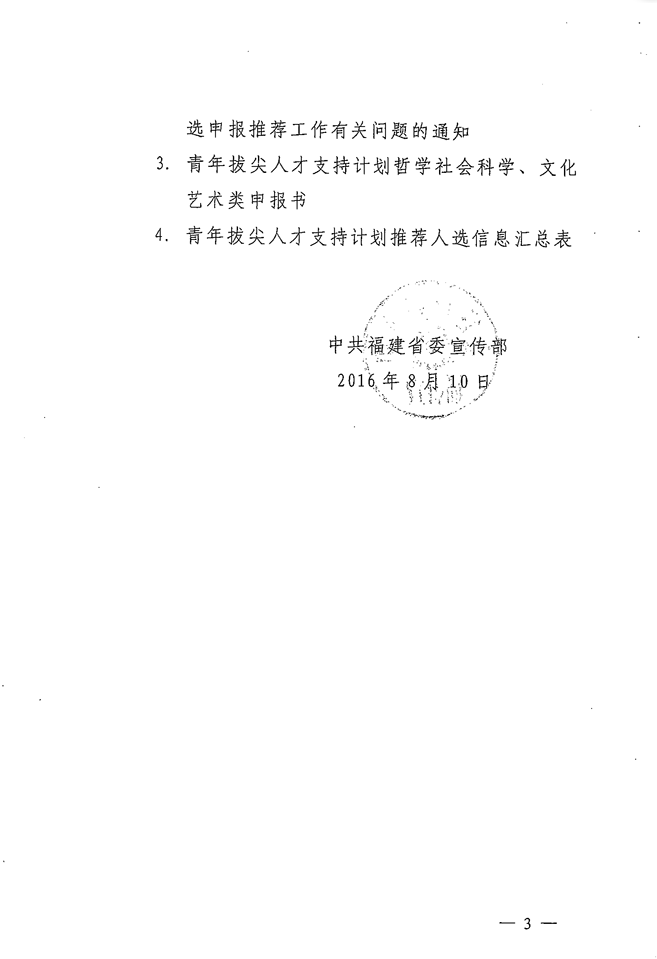 选申报推荐工作有关问题的通知
3. 青年拔尖人才支持计划哲学社会科学、文化
艺术类申报书
4. 青年拔尖人才支持计划推荐人选信息汇总表
中共福建省委宣传部
2016年8月10日
— 3 —